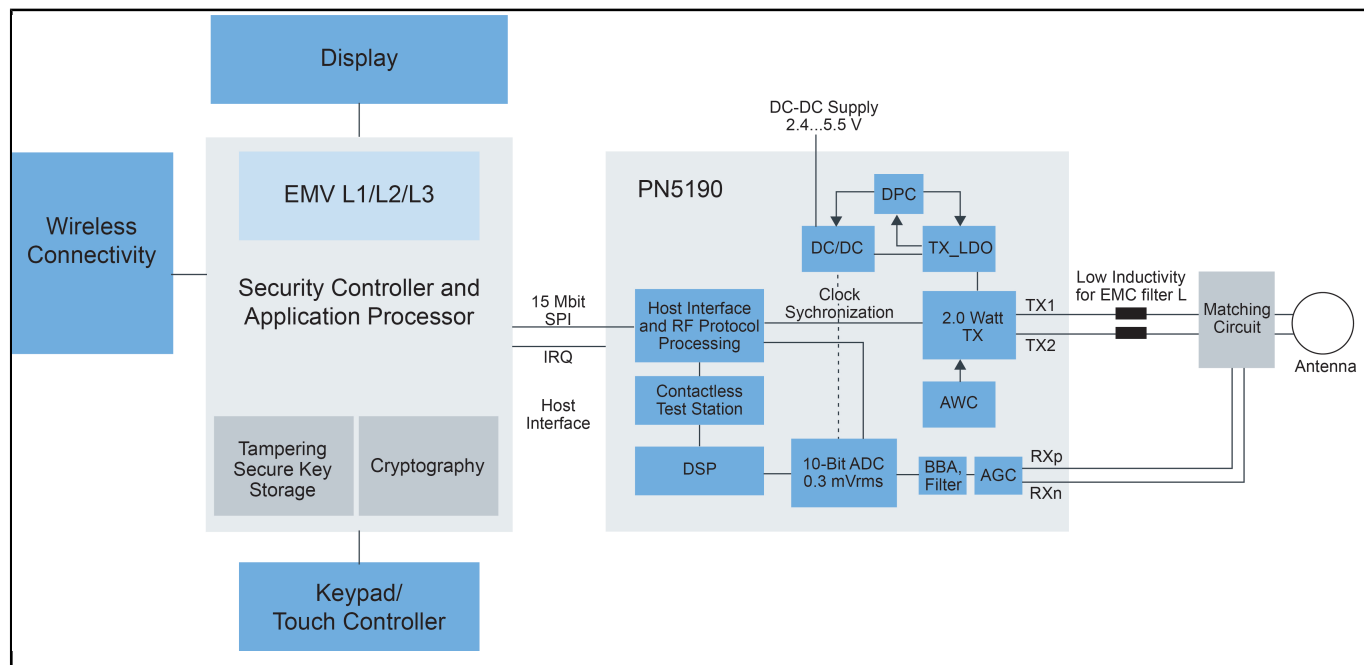 Display
Wireless
Connectivity
EMV L1/L2/L3
Security Controller and
Application Processor
Tampering
Secure Key
Storage
Cryptography
Keypad/
Touch Controller
15 Mbit
SPI
IRQ
Host
Interface
DC-DC Supply
2.4...5.5 V
PN5190
DPC
DC/DC
TX_LDO
Clock
Sychronization
Host Interface
and RF Protocol
Processing
2.0 Watt
TX
Contactless
Test Station
AWC
DSP
10-Bit ADC
0.3 mVrms
BBA,
Filter
AGC
TX1
TX2
RXp
RXn
Low Inductivity
for EMC filter L
Matching
Circuit
Antenna